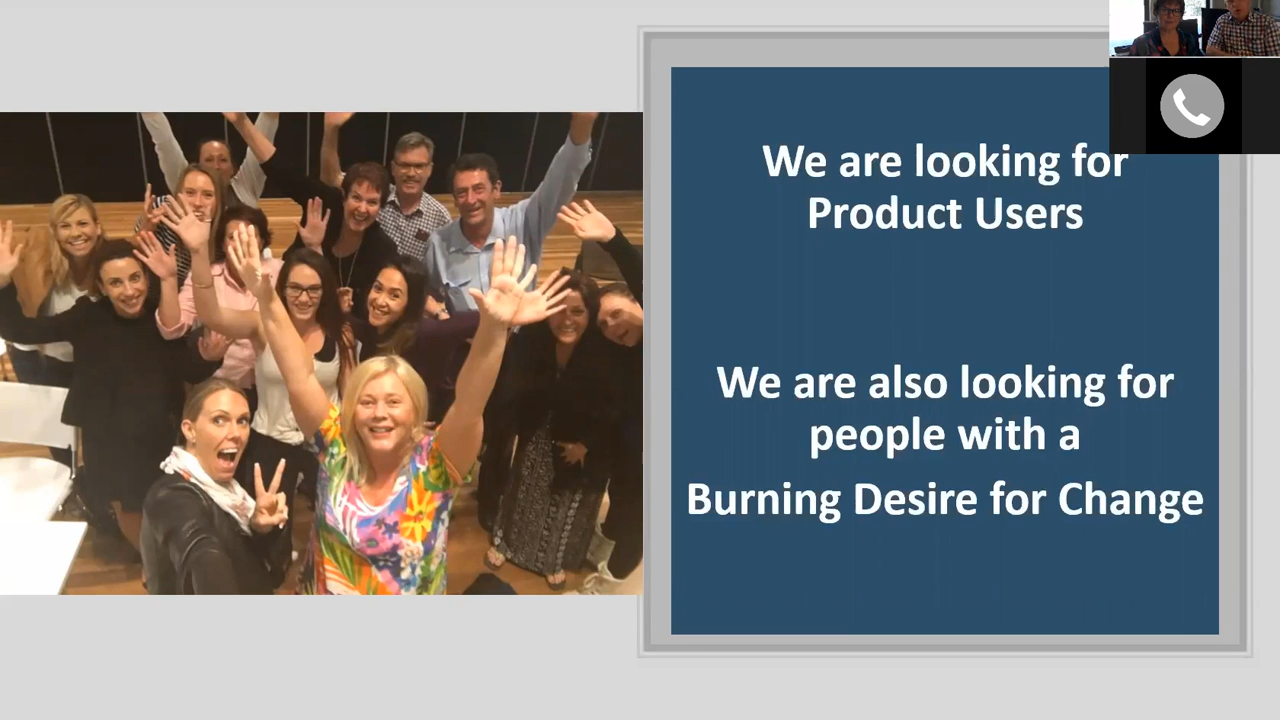 We are looking for
Product Users
We are also looking for
people with a
Burning Desire for Change